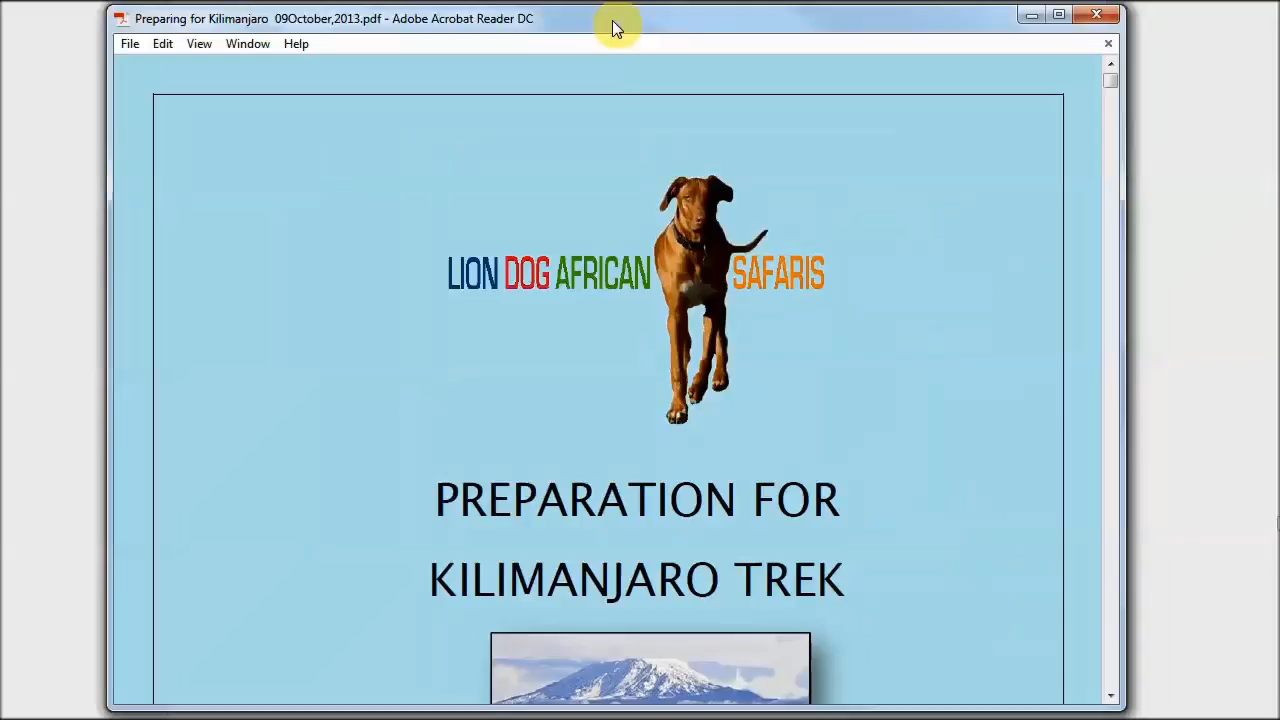 Preparing for Kilimanjaro  09October,2013.pdf - Adobe Acrobat Reader DC
File Edit View Window Help
LION DOG AFRICAN SAFARIS
PREPARATION FOR
KILIMANJARO TREK